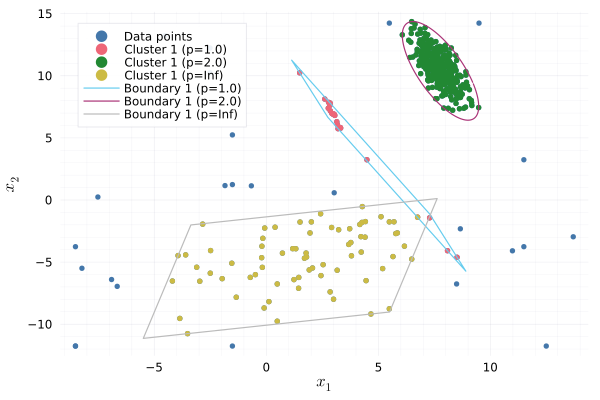 15
10
5
0
−5
−10
x₂
Data points
Cluster 1 (p=1.0)
Cluster 1 (p=2.0)
Cluster 1 (p=Inf)
Boundary 1 (p=1.0)
Boundary 1 (p=2.0)
Boundary 1 (p=Inf)
−5 0 5 10
x₁